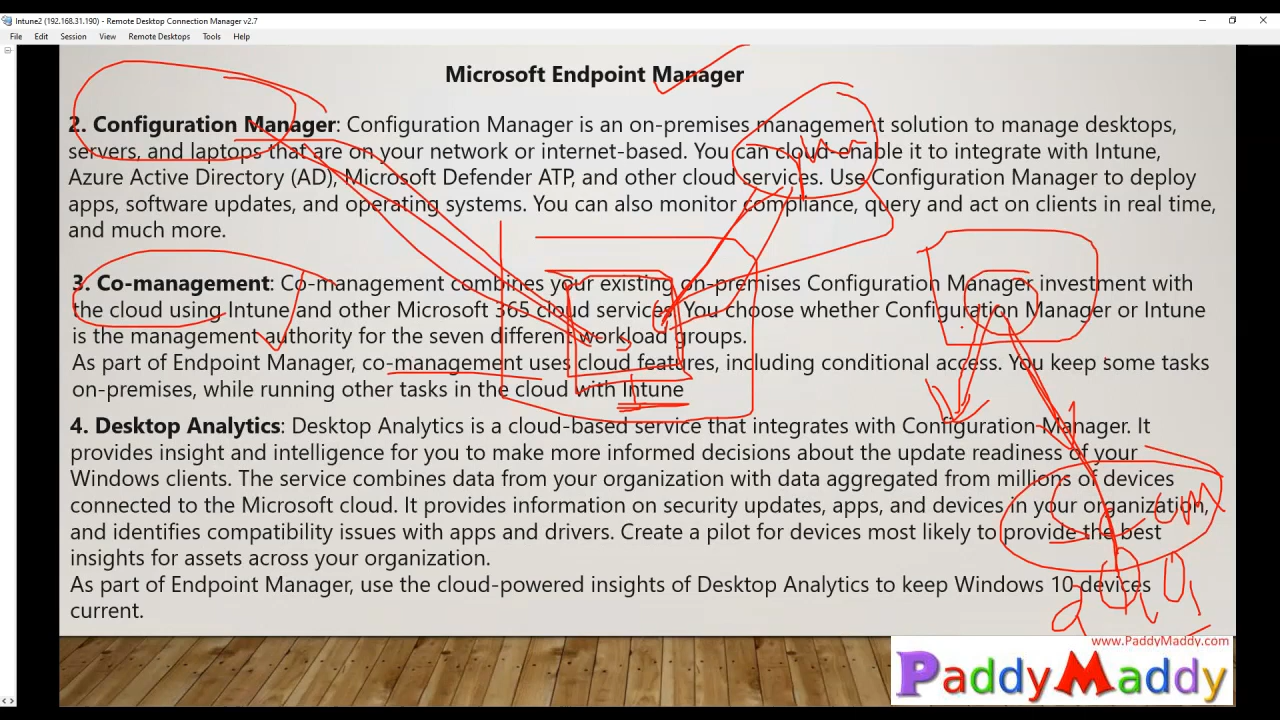 Intune2 (192.168.31.190) - Remote Desktop Connection Manager v2.7
File Edit Session View Remote Desktops Tools Help
Microsoft Endpoint Manager
2. Configuration Manager: Configuration Manager is an on-premises management solution to manage desktops,
servers, and laptops that are on your network or internet-based. You can cloud-enable it to integrate with Intune,
Azure Active Directory (AD), Microsoft Defender ATP, and other cloud services. Use Configuration Manager to deploy
apps, software updates, and operating systems. You can also monitor compliance, query and act on clients in real time,
and much more.
3. Co-management: Co-management combines your existing on-premises Configuration Manager investment with
the cloud using Intune and other Microsoft 365 cloud services. You choose whether Configuration Manager or Intune
is the management authority for the seven different workload groups.
As part of Endpoint Manager, co-management uses cloud features, including conditional access. You keep some tasks
on-premises, while running other tasks in the cloud with Intune
4. Desktop Analytics: Desktop Analytics is a cloud-based service that integrates with Configuration Manager. It
provides insight and intelligence for you to make more informed decisions about the update readiness of your
Windows clients. The service combines data from your organization with data aggregated from millions of devices
connected to the Microsoft cloud. It provides information on security updates, apps, and devices in your organization,
and identifies compatibility issues with apps and drivers. Create a pilot for devices most likely to provide the best
insights for assets across your organization.
As part of Endpoint Manager, use the cloud-powered insights of Desktop Analytics to keep Windows 10 devices
current.
www.PaddyMaddy.com
PaddyMaddy